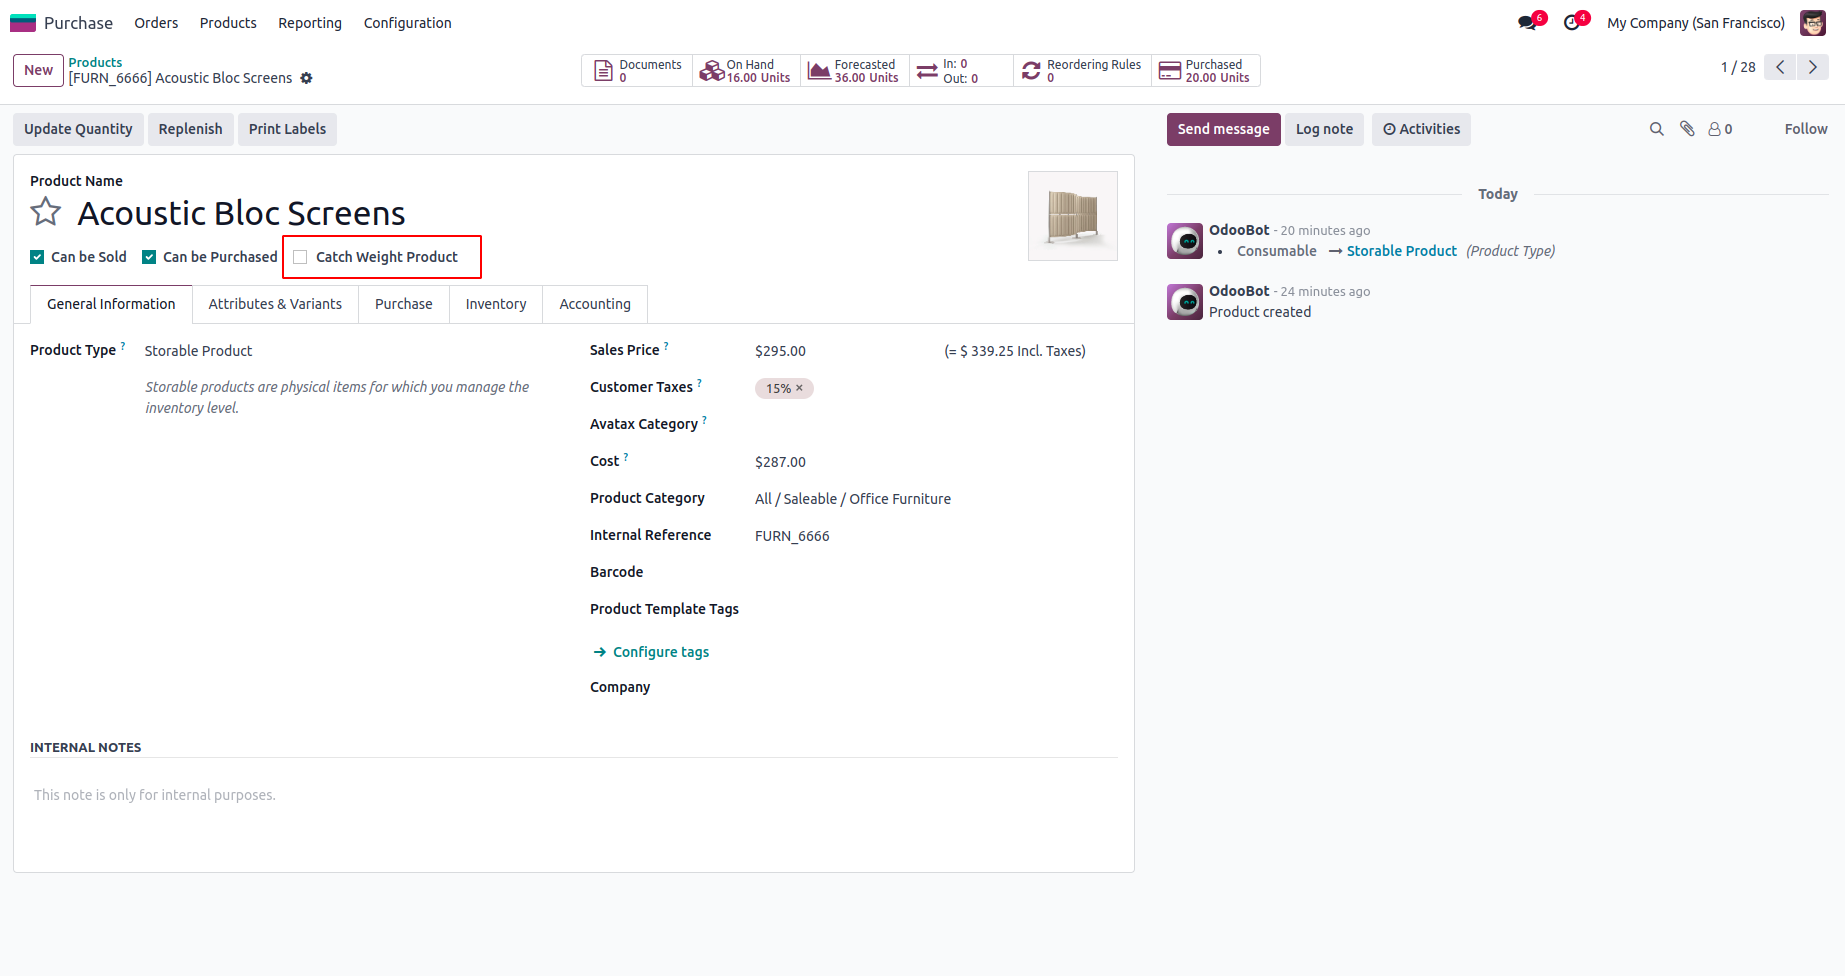 Purchase Orders Products Reporting Configuration 6 4 My Company (San Francisco)
New Products
[FURN_6666] Acoustic Bloc Screens
Documents
0
On Hand
16.00 Units
Forecasted
36.00 Units
In: 0
Out: 0
Reordering Rules
0
Purchased
20.00 Units
1 / 28
Update Quantity Replenish Print Labels
Send message Log note Activities 0 Follow
Product Name
Acoustic Bloc Screens
Can be Sold Can be Purchased Catch Weight Product
General Information Attributes & Variants Purchase Inventory Accounting
Product Type ? Storable Product
Storable products are physical items for which you manage the
inventory level.
Sales Price ? $295.00 (= $ 339.25 Incl. Taxes)
Customer Taxes ? 15% ×
Avatax Category ?
Cost ? $287.00
Product Category All / Saleable / Office Furniture
Internal Reference FURN_6666
Barcode
Product Template Tags
→ Configure tags
Company
INTERNAL NOTES
This note is only for internal purposes.
Today
OdooBot - 20 minutes ago
• Consumable → Storable Product (Product Type)
OdooBot - 24 minutes ago
Product created